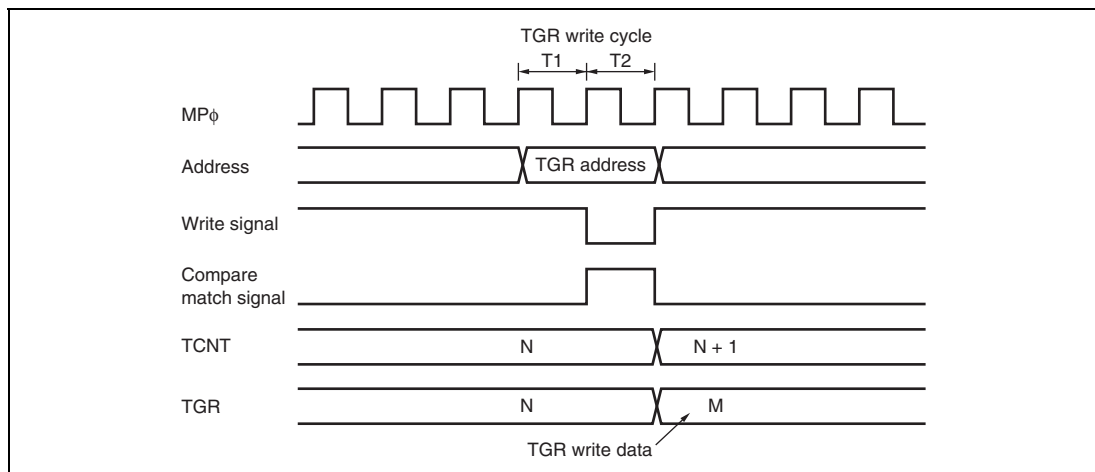 TGR write cycle
T1 T2
MPϕ
Address
TGR address
Write signal
Compare
match signal
TCNT
N
N + 1
TGR
N
M
TGR write data